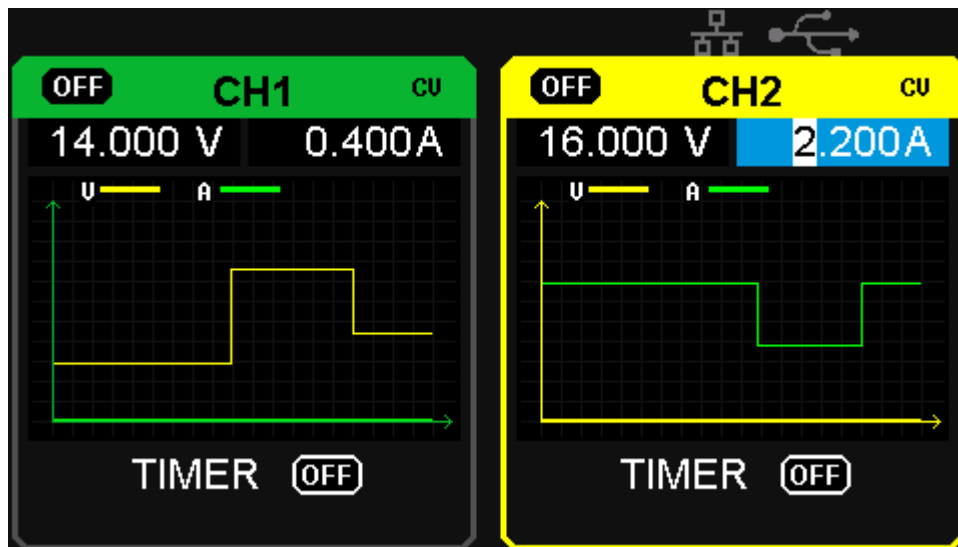 OFF CH1 CV
14.000 V 0.400A
V A
TIMER OFF
OFF CH2 CV
16.000 V 2.200A
V A
TIMER OFF